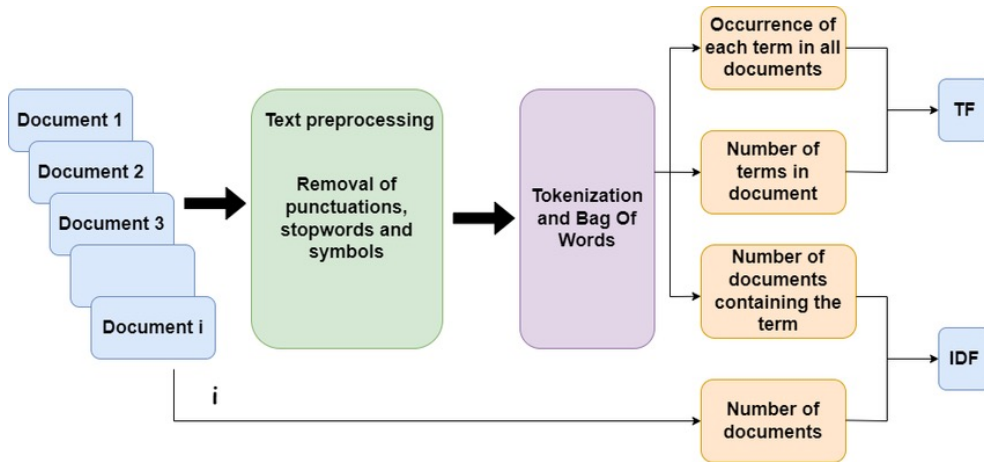 Document 1
Document 2
Document 3
Document i
Text preprocessing
Removal of
punctuations,
stopwords and
symbols
Tokenization
and Bag Of
Words
Occurrence of
each term in all
documents
Number of
terms in
document
Number of
documents
containing the
term
Number of
documents
TF
IDF
i